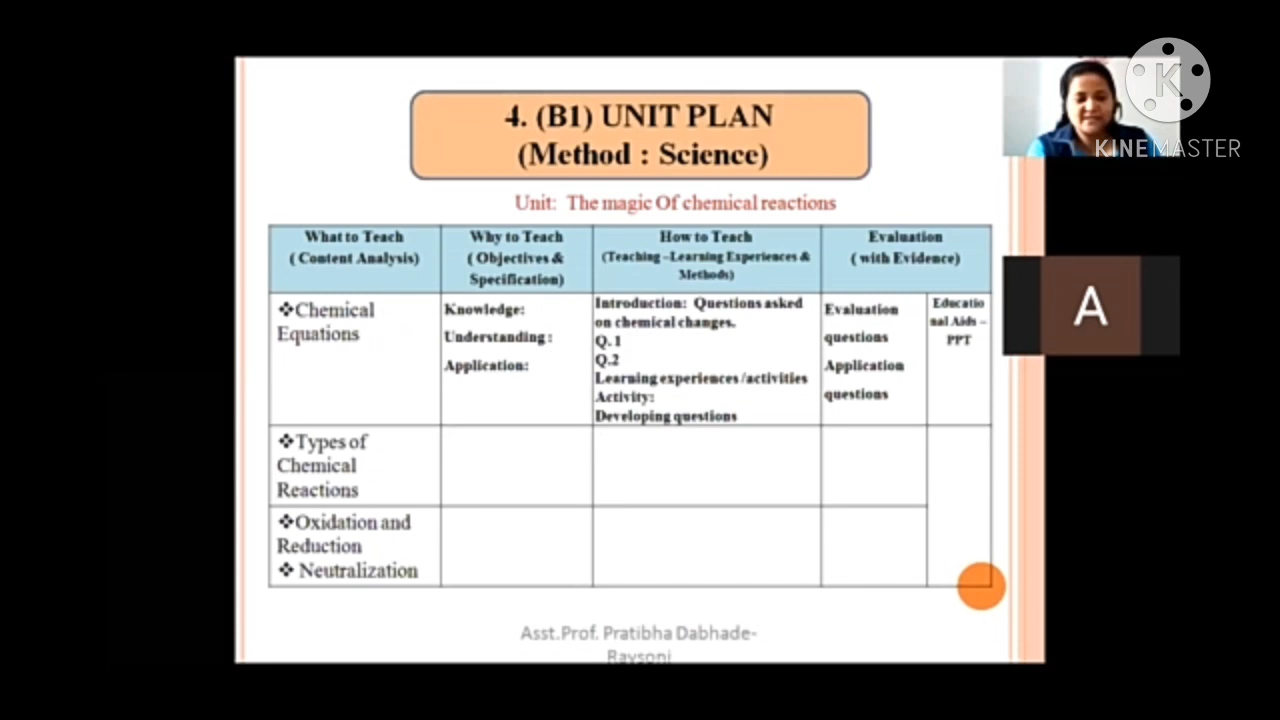 4. (B1) UNIT PLAN
(Method : Science)
K
KINEMASTER
Unit: The magic Of chemical reactions
What to Teach
( Content Analysis)
Why to Teach
( Objectives &
Specification)
How to Teach
(Teaching –Learning Experiences &
Methods)
Evaluation
( with Evidence)
❖Chemical
Equations
Knowledge:
Understanding :
Application:
Introduction: Questions asked
on chemical changes.
Q. 1
Q.2
Learning experiences /activities
Activity:
Developing questions
Evaluation
questions
Application
questions
Educatio
nal Aids –
PPT
A
❖Types of
Chemical
Reactions
❖Oxidation and
Reduction
❖ Neutralization
Asst.Prof. Pratibha Dabhade-
Raysoni